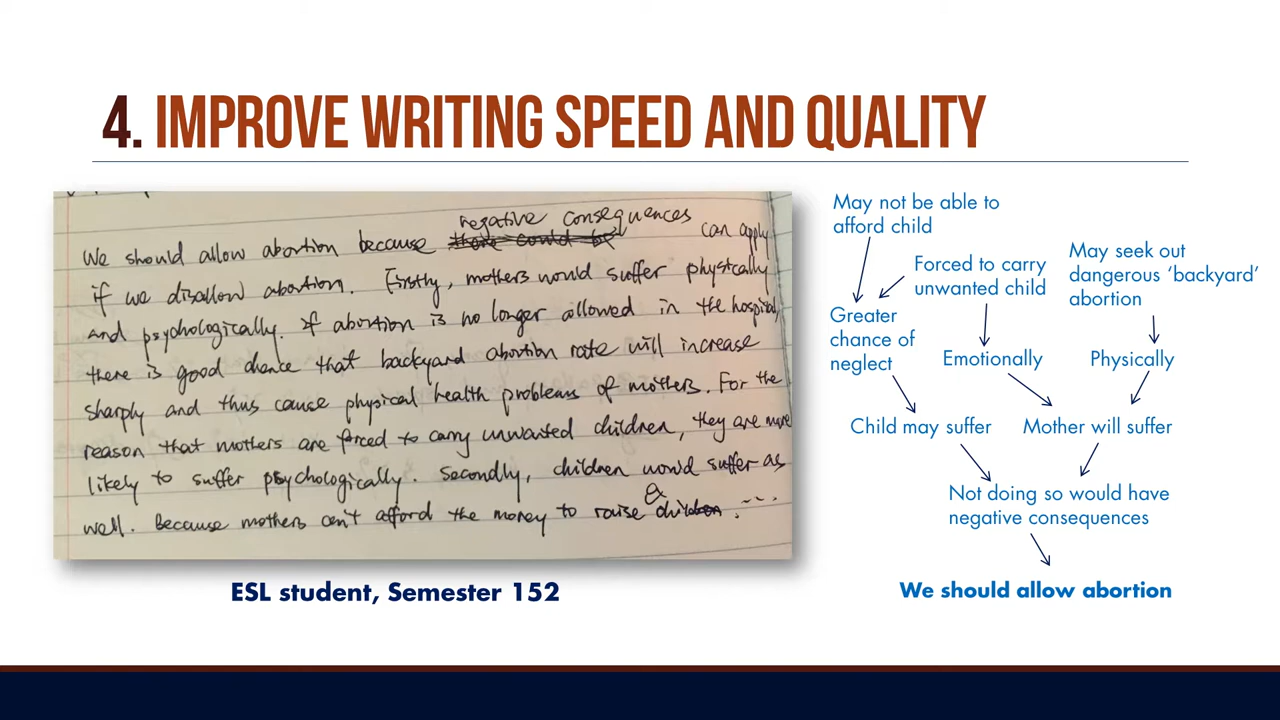 4. IMPROVE WRITING SPEED AND QUALITY
negative consequences
We should allow abortion because there could be can apply
if we disallow abortion. Firstly, mothers would suffer physically
and psychologically. If abortion is no longer allowed in the hospital,
there is good chance that backyard abortion rate will increase
sharply and thus cause physical health problems of mothers. For the
reason that mothers are forced to carry unwanted children, they are more
likely to suffer psychologically. Secondly, children would suffer as
well. Because mothers can't afford the money to raise children. ...
ESL student, Semester 152
May not be able to
afford child
Forced to carry
unwanted child
May seek out
dangerous ‘backyard’
abortion
Greater
chance of
neglect
Emotionally
Physically
Child may suffer
Mother will suffer
Not doing so would have
negative consequences
We should allow abortion